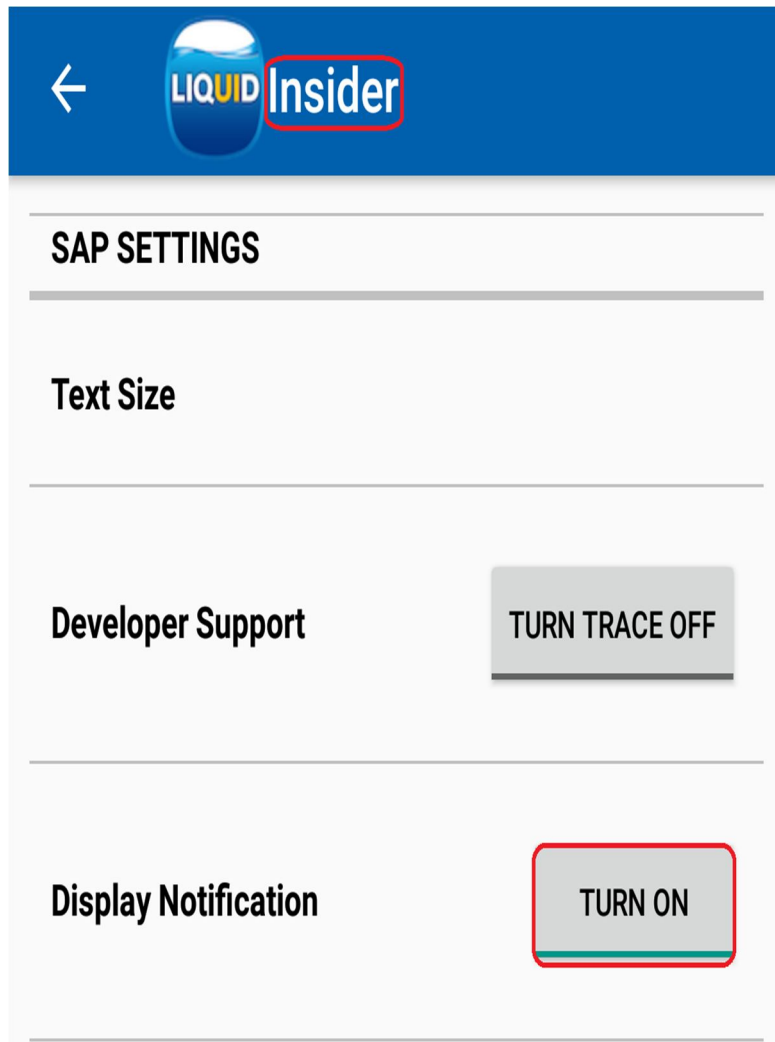 LIQUID Insider
SAP SETTINGS
Text Size
Developer Support TURN TRACE OFF
Display Notification TURN ON